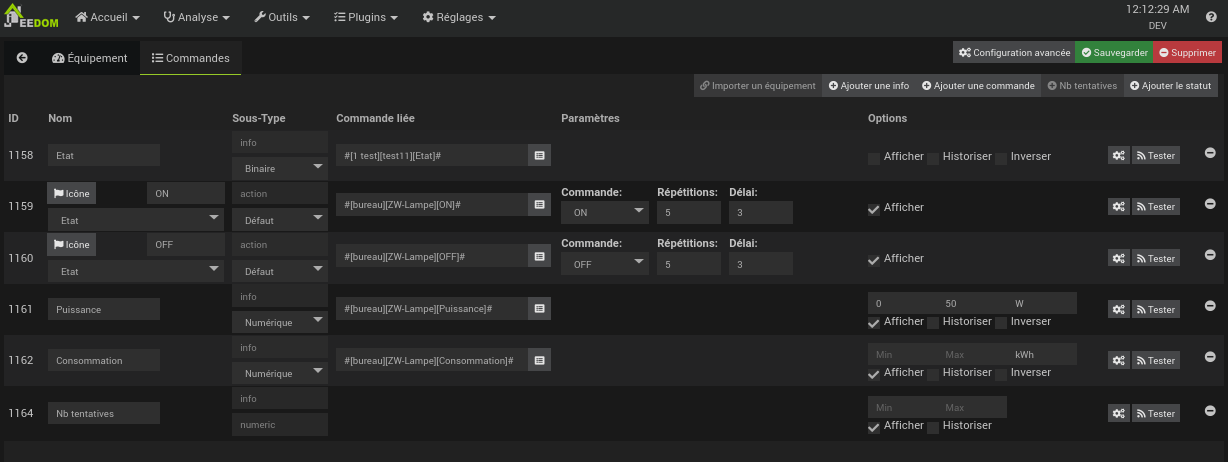 JEEDOM Accueil Analyse Outils Plugins Réglages 12:12:29 AM
DEV
Équipement Commandes Configuration avancée Sauvegarder Supprimer
Importer un équipement Ajouter une info Ajouter une commande Nb tentatives Ajouter le statut
ID Nom Sous-Type Commande liée Paramètres Options
info
1158 Etat #[1 test][test11][Etat]# Afficher Historiser Inverser Tester
Binaire
Icône ON action Commande: Répétitions: Délai:
1159 #[bureau][ZW-Lampe][ON]# ON 5 3 Afficher Tester
Etat Défaut
Icône OFF action Commande: Répétitions: Délai:
1160 #[bureau][ZW-Lampe][OFF]# OFF 5 3 Afficher Tester
Etat Défaut
info 0 50 W
1161 Puissance #[bureau][ZW-Lampe][Puissance]# Tester
Numérique Afficher Historiser Inverser
info Min Max kWh
1162 Consommation #[bureau][ZW-Lampe][Consommation]# Tester
Numérique Afficher Historiser Inverser
info Min Max
1164 Nb tentatives Tester
numeric Afficher Historiser